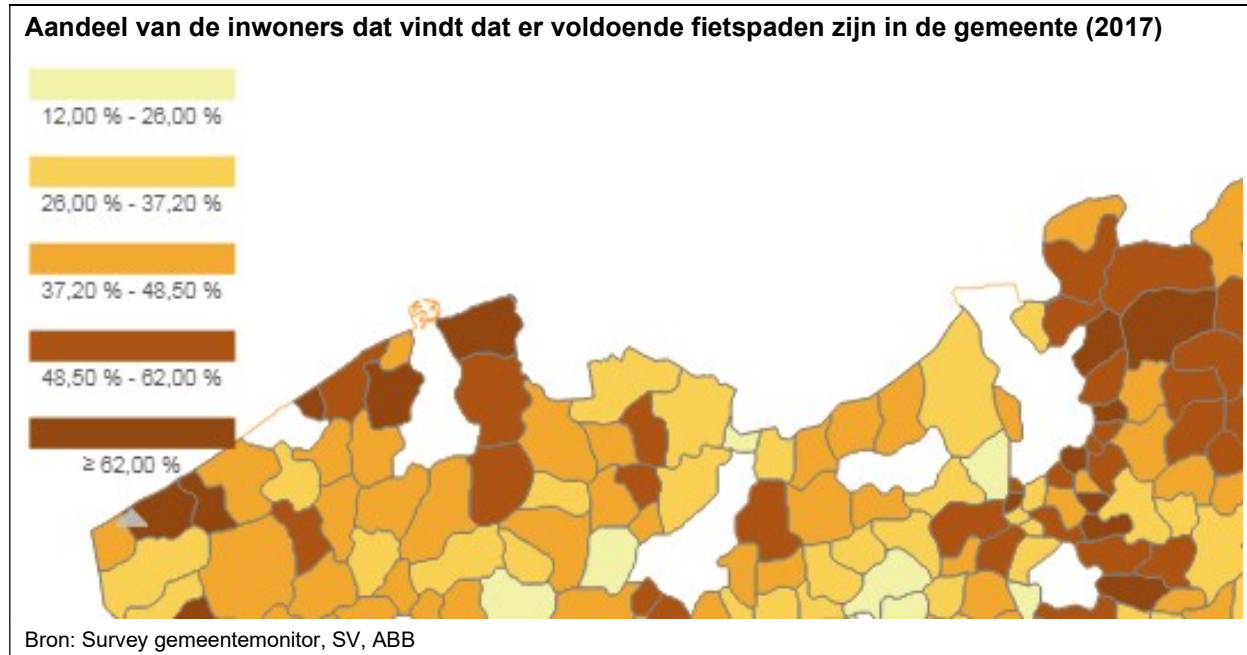 Aandeel van de inwoners dat vindt dat er voldoende fietspaden zijn in de gemeente (2017)
12,00 % - 26,00 %
26,00 % - 37,20 %
37,20 % - 48,50 %
48,50 % - 62,00 %
≥ 62,00 %
Bron: Survey gemeentemonitor, SV, ABB